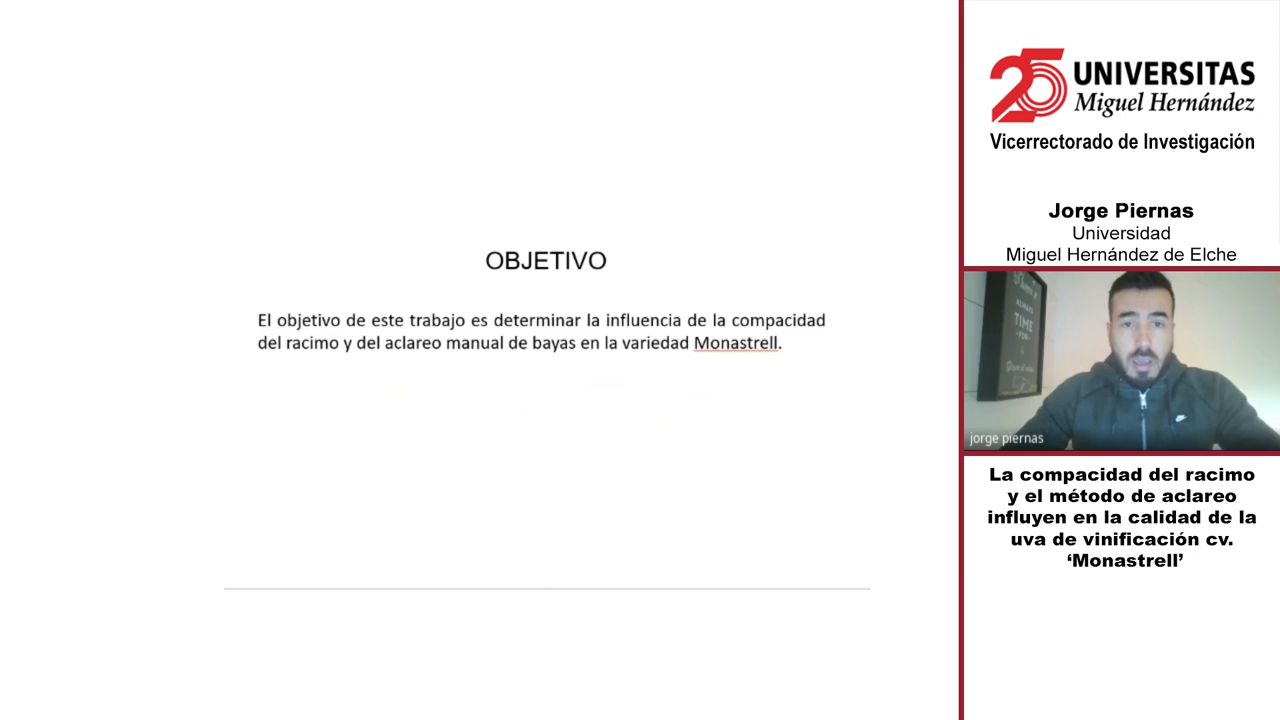 OBJETIVO
El objetivo de este trabajo es determinar la influencia de la compacidad
del racimo y del aclareo manual de bayas en la variedad Monastrell.
25 UNIVERSITAS
Miguel Hernández
Vicerrectorado de Investigación
Jorge Piernas
Universidad
Miguel Hernández de Elche
ALWAYS
TIME
jorge piernas
La compacidad del racimo
y el método de aclareo
influyen en la calidad de la
uva de vinificación cv.
‘Monastrell’